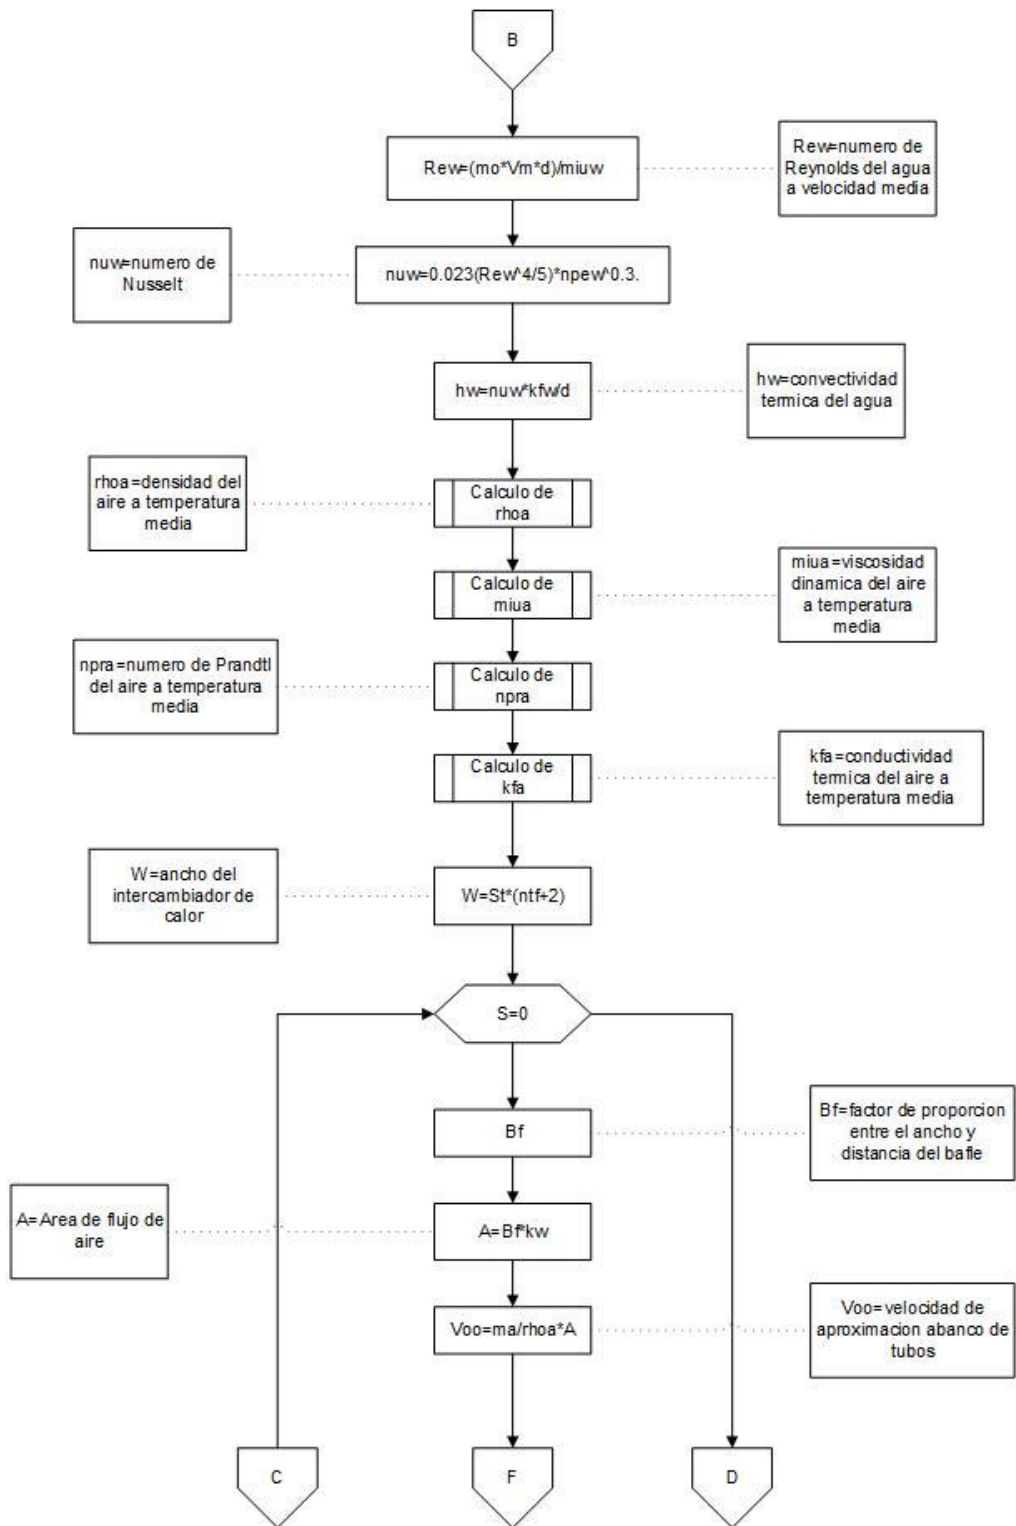 B
Rew=(mo*Vm*d)/miuw
Rew=numero de
Reynolds del agua
a velocidad media
nuw=numero de
Nusselt
nuw=0.023(Rew^4/5)*npew^0.3.
hw=nuw*kfw/d
hw=convectividad
termica del agua
rhoa=densidad del
aire a temperatura
media
Calculo de
rhoa
Calculo de
miua
miua=viscosidad
dinamica del aire
a temperatura
media
npra=numero de Prandtl
del aire a temperatura
media
Calculo de
npra
Calculo de
kfa
kfa=conductividad
termica del aire a
temperatura media
W=ancho del
intercambiador de
calor
W=St*(ntf+2)
S=0
Bf
Bf=factor de proporcion
entre el ancho y
distancia del bafle
A=Area de flujo de
aire
A=Bf*kw
Voo=ma/rhoa*A
Voo=velocidad de
aproximacion abanco de
tubos
C
F
D